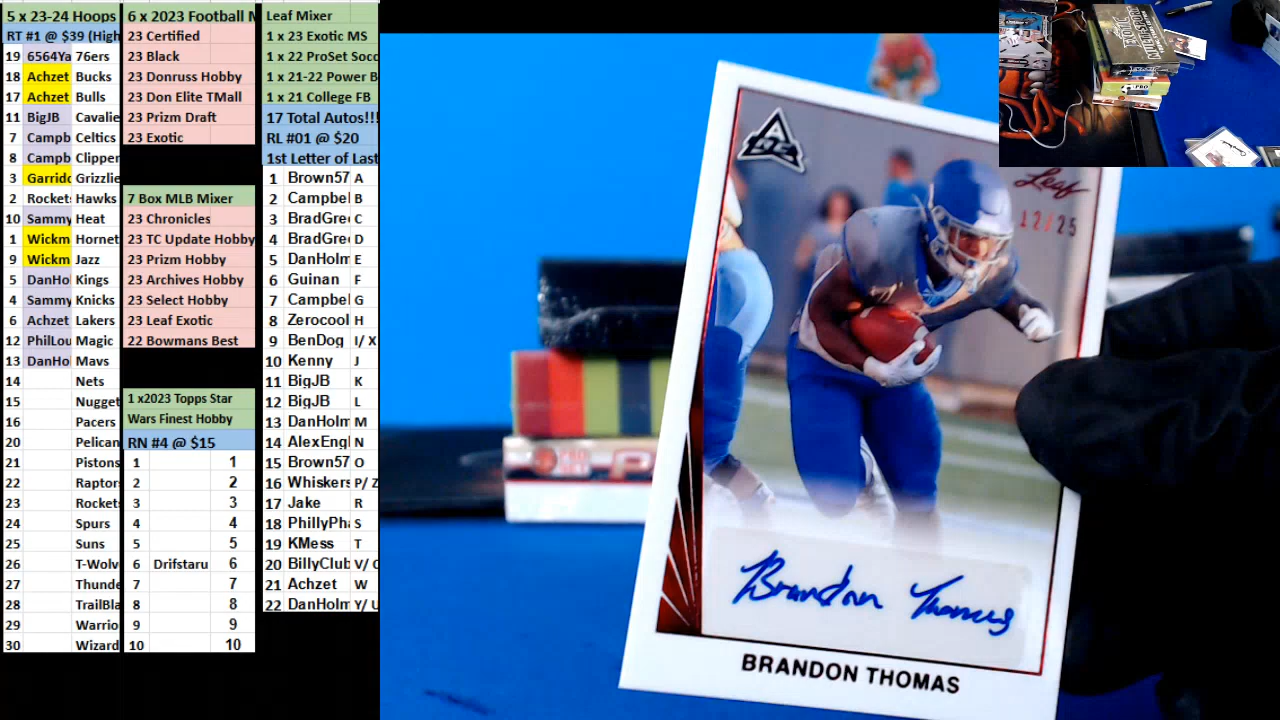 5 x 23-24 Hoops
RT #1 @ $39 (High
19 6564Ya 76ers
18 Achzet Bucks
17 Achzet Bulls
11 BigJB Cavalie
7 Campb Celtics
8 Campb Clipper
3 Garrido Grizzlie
2 Rockets Hawks
10 Sammy Heat
1 Wickm Hornet
9 Wickm Jazz
5 DanHo Kings
4 Sammy Knicks
6 Achzet Lakers
12 PhilLou Magic
13 DanHo Mavs
14 Nets
15 Nugget
16 Pacers
20 Pelican
21 Pistons
22 Raptor
23 Rockets
24 Spurs
25 Suns
26 T-Wolv
27 Thunde
28 TrailBla
29 Warrio
30 Wizard
6 x 2023 Football M
23 Certified
23 Black
23 Donruss Hobby
23 Don Elite TMall
23 Prizm Draft
23 Exotic
7 Box MLB Mixer
23 Chronicles
23 TC Update Hobby
23 Prizm Hobby
23 Archives Hobby
23 Select Hobby
23 Leaf Exotic
22 Bowmans Best
1 x2023 Topps Star
Wars Finest Hobby
RN #4 @ $15
1 1
2 2
3 3
4 4
5 5
6 Drifstaru 6
7 7
8 8
9 9
10 10
Leaf Mixer
1 x 23 Exotic MS
1 x 22 ProSet Socc
1 x 21-22 Power B
1 x 21 College FB
17 Total Autos!!!
RL #01 @ $20
1st Letter of Last
1 Brown57 A
2 Campbel B
3 BradGree C
4 BradGree D
5 DanHolm E
6 Guinan F
7 Campbel G
8 Zerocool H
9 BenDog I/ X
10 Kenny J
11 BigJB K
12 BigJB L
13 DanHolm M
14 AlexEngl N
15 Brown57 O
16 Whiskers P/ Z
17 Jake R
18 PhillyPha S
19 KMess T
20 BillyClub V/ Q
21 Achzet W
22 DanHolm Y/ U
Leaf
12/25
Brandon Thomas
BRANDON THOMAS